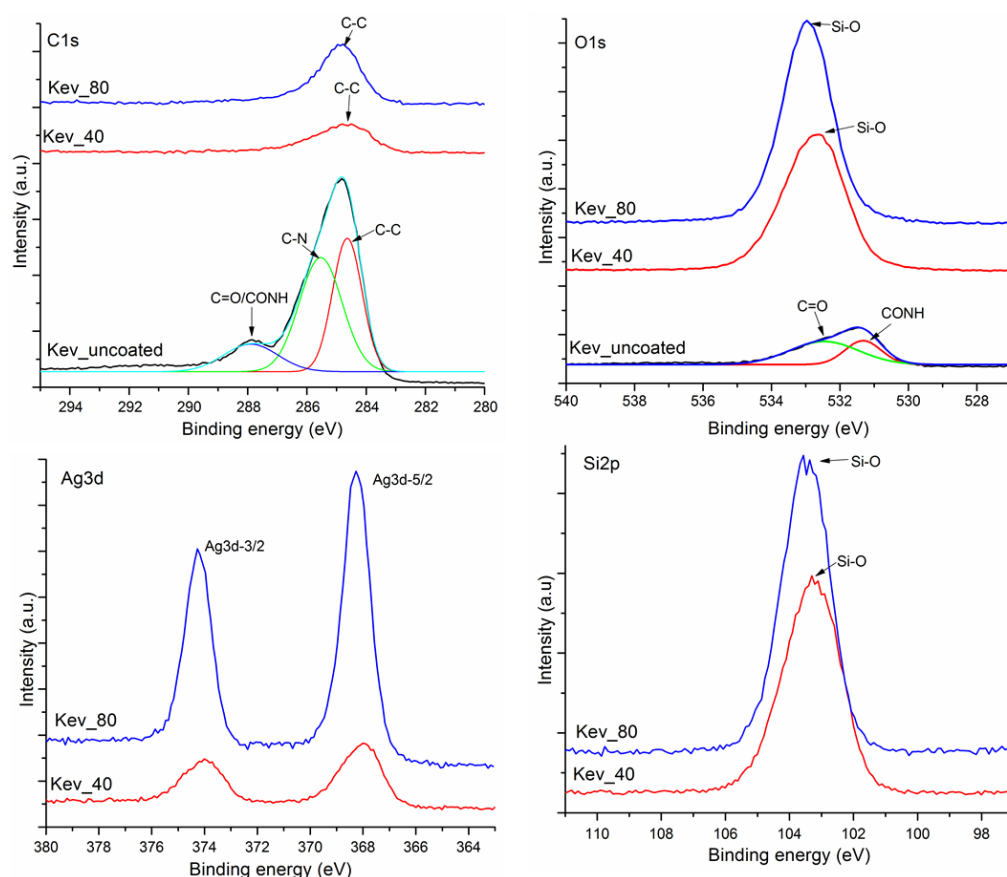 C1s
C-C
Kev_80
C-C
Kev_40
C-N
C-C
C=O/CONH
Kev_uncoated
Intensity (a.u.)
294 292 290 288 286 284 282 280
Binding energy (eV)
O1s
Si-O
Si-O
Kev_80
Kev_40
C=O
CONH
Kev_uncoated
Intensity (a.u.)
540 538 536 534 532 530 528
Binding energy (eV)
Ag3d
Ag3d-5/2
Ag3d-3/2
Kev_80
Kev_40
Intensity (a.u.)
380 378 376 374 372 370 368 366 364
Binding energy (eV)
Si2p
Si-O
Si-O
Kev_80
Kev_40
Intensity (a.u)
110 108 106 104 102 100 98
Binding energy (eV)